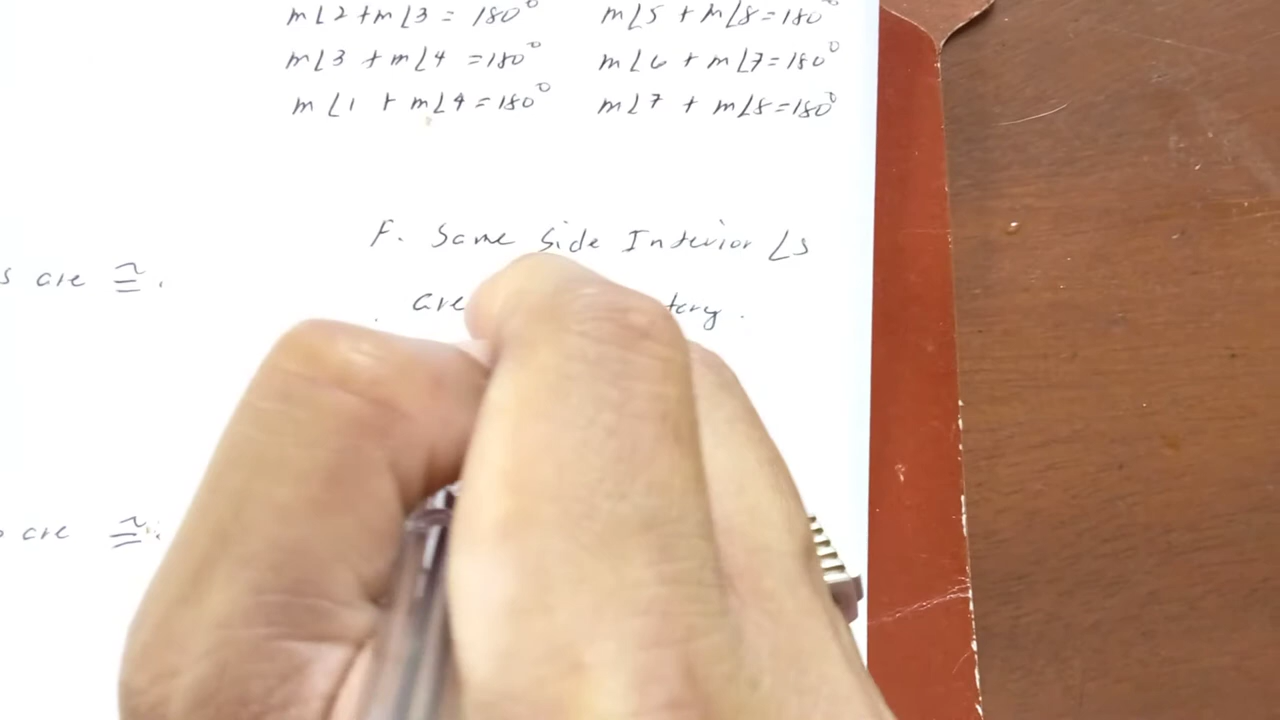 m∠2 + m∠3 = 180° m∠5 + m∠8 = 180°
m∠3 + m∠4 = 180° m∠6 + m∠7 = 180°
m∠1 + m∠4 = 180° m∠7 + m∠8 = 180°
F. Same Side Interior ∠s
s are ≅.
are tary.
are ≅.